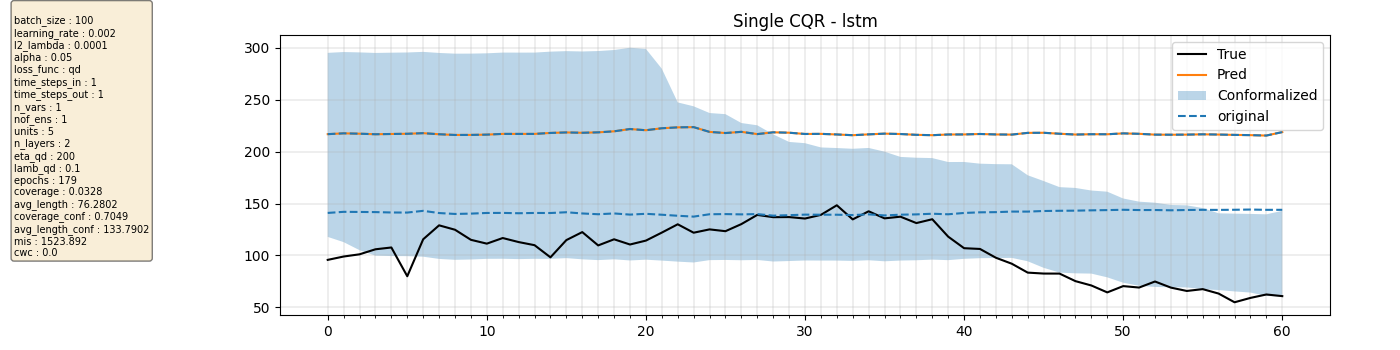 batch_size : 100
learning_rate : 0.002
l2_lambda : 0.0001
alpha : 0.05
loss_func : qd
time_steps_in : 1
time_steps_out : 1
n_vars : 1
nof_ens : 1
units : 5
n_layers : 2
eta_qd : 200
lamb_qd : 0.1
epochs : 179
coverage : 0.0328
avg_length : 76.2802
coverage_conf : 0.7049
avg_length_conf : 133.7902
mis : 1523.892
cwc : 0.0
Single CQR - lstm
300
250
200
150
100
50
True
Pred
Conformalized
original
0 10 20 30 40 50 60